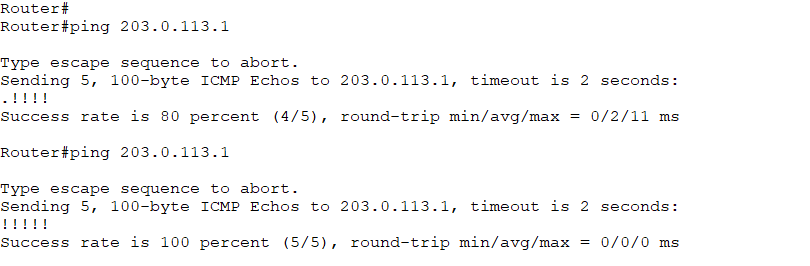 Router#
Router#ping 203.0.113.1
Type escape sequence to abort.
Sending 5, 100-byte ICMP Echos to 203.0.113.1, timeout is 2 seconds:
.!!!!
Success rate is 80 percent (4/5), round-trip min/avg/max = 0/2/11 ms
Router#ping 203.0.113.1
Type escape sequence to abort.
Sending 5, 100-byte ICMP Echos to 203.0.113.1, timeout is 2 seconds:
!!!!!
Success rate is 100 percent (5/5), round-trip min/avg/max = 0/0/0 ms